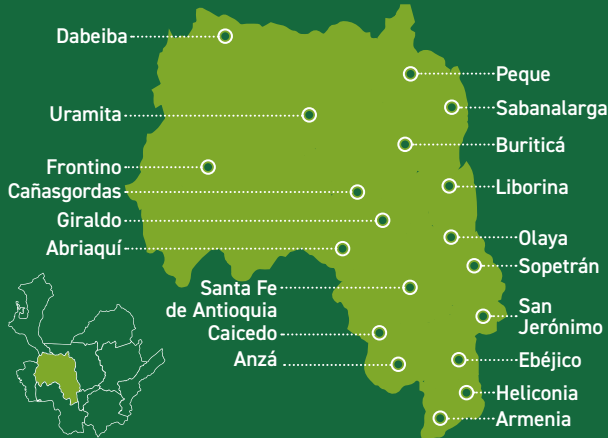 Dabeiba
Uramita
Frontino
Cañasgordas
Giraldo
Abriaquí
Santa Fe
de Antioquia
Caicedo
Anzá
Peque
Sabanalarga
Buriticá
Liborina
Olaya
Sopetrán
San
Jerónimo
Ebéjico
Heliconia
Armenia